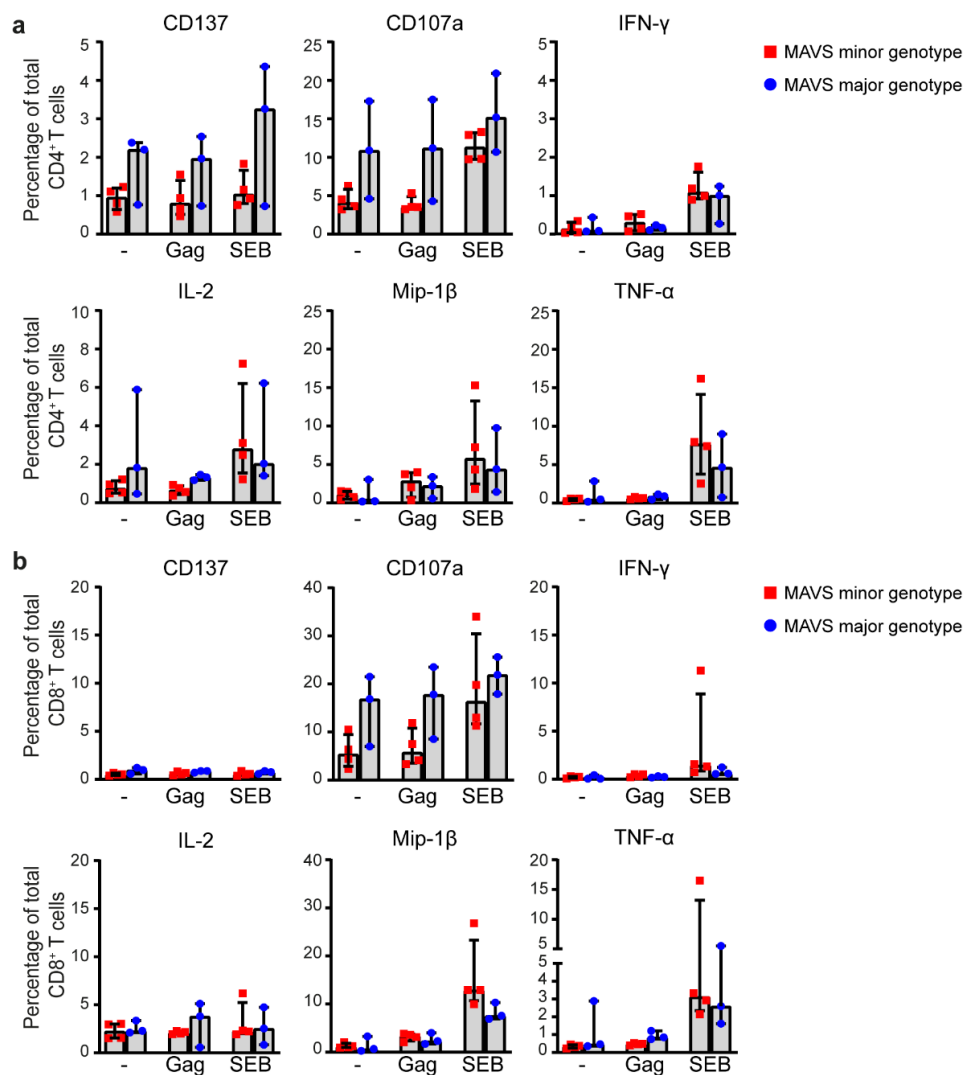 a
CD137
CD107a
IFN-γ
MAVS minor genotype
MAVS major genotype
Percentage of total
CD4⁺ T cells
5
4
3
2
1
0
- Gag SEB
25
20
15
10
5
0
- Gag SEB
5
4
3
2
1
0
- Gag SEB
IL-2
Mip-1β
TNF-α
Percentage of total
CD4⁺ T cells
10
8
6
4
2
0
- Gag SEB
25
20
15
10
5
0
- Gag SEB
25
20
15
10
5
0
- Gag SEB
b
CD137
CD107a
IFN-γ
MAVS minor genotype
MAVS major genotype
Percentage of total
CD8⁺ T cells
20
15
10
5
0
- Gag SEB
40
30
20
10
0
- Gag SEB
20
15
10
5
0
- Gag SEB
IL-2
Mip-1β
TNF-α
Percentage of total
CD8⁺ T cells
20
15
10
5
0
- Gag SEB
40
30
20
10
0
- Gag SEB
20
15
10
5
5
4
3
2
1
0
- Gag SEB